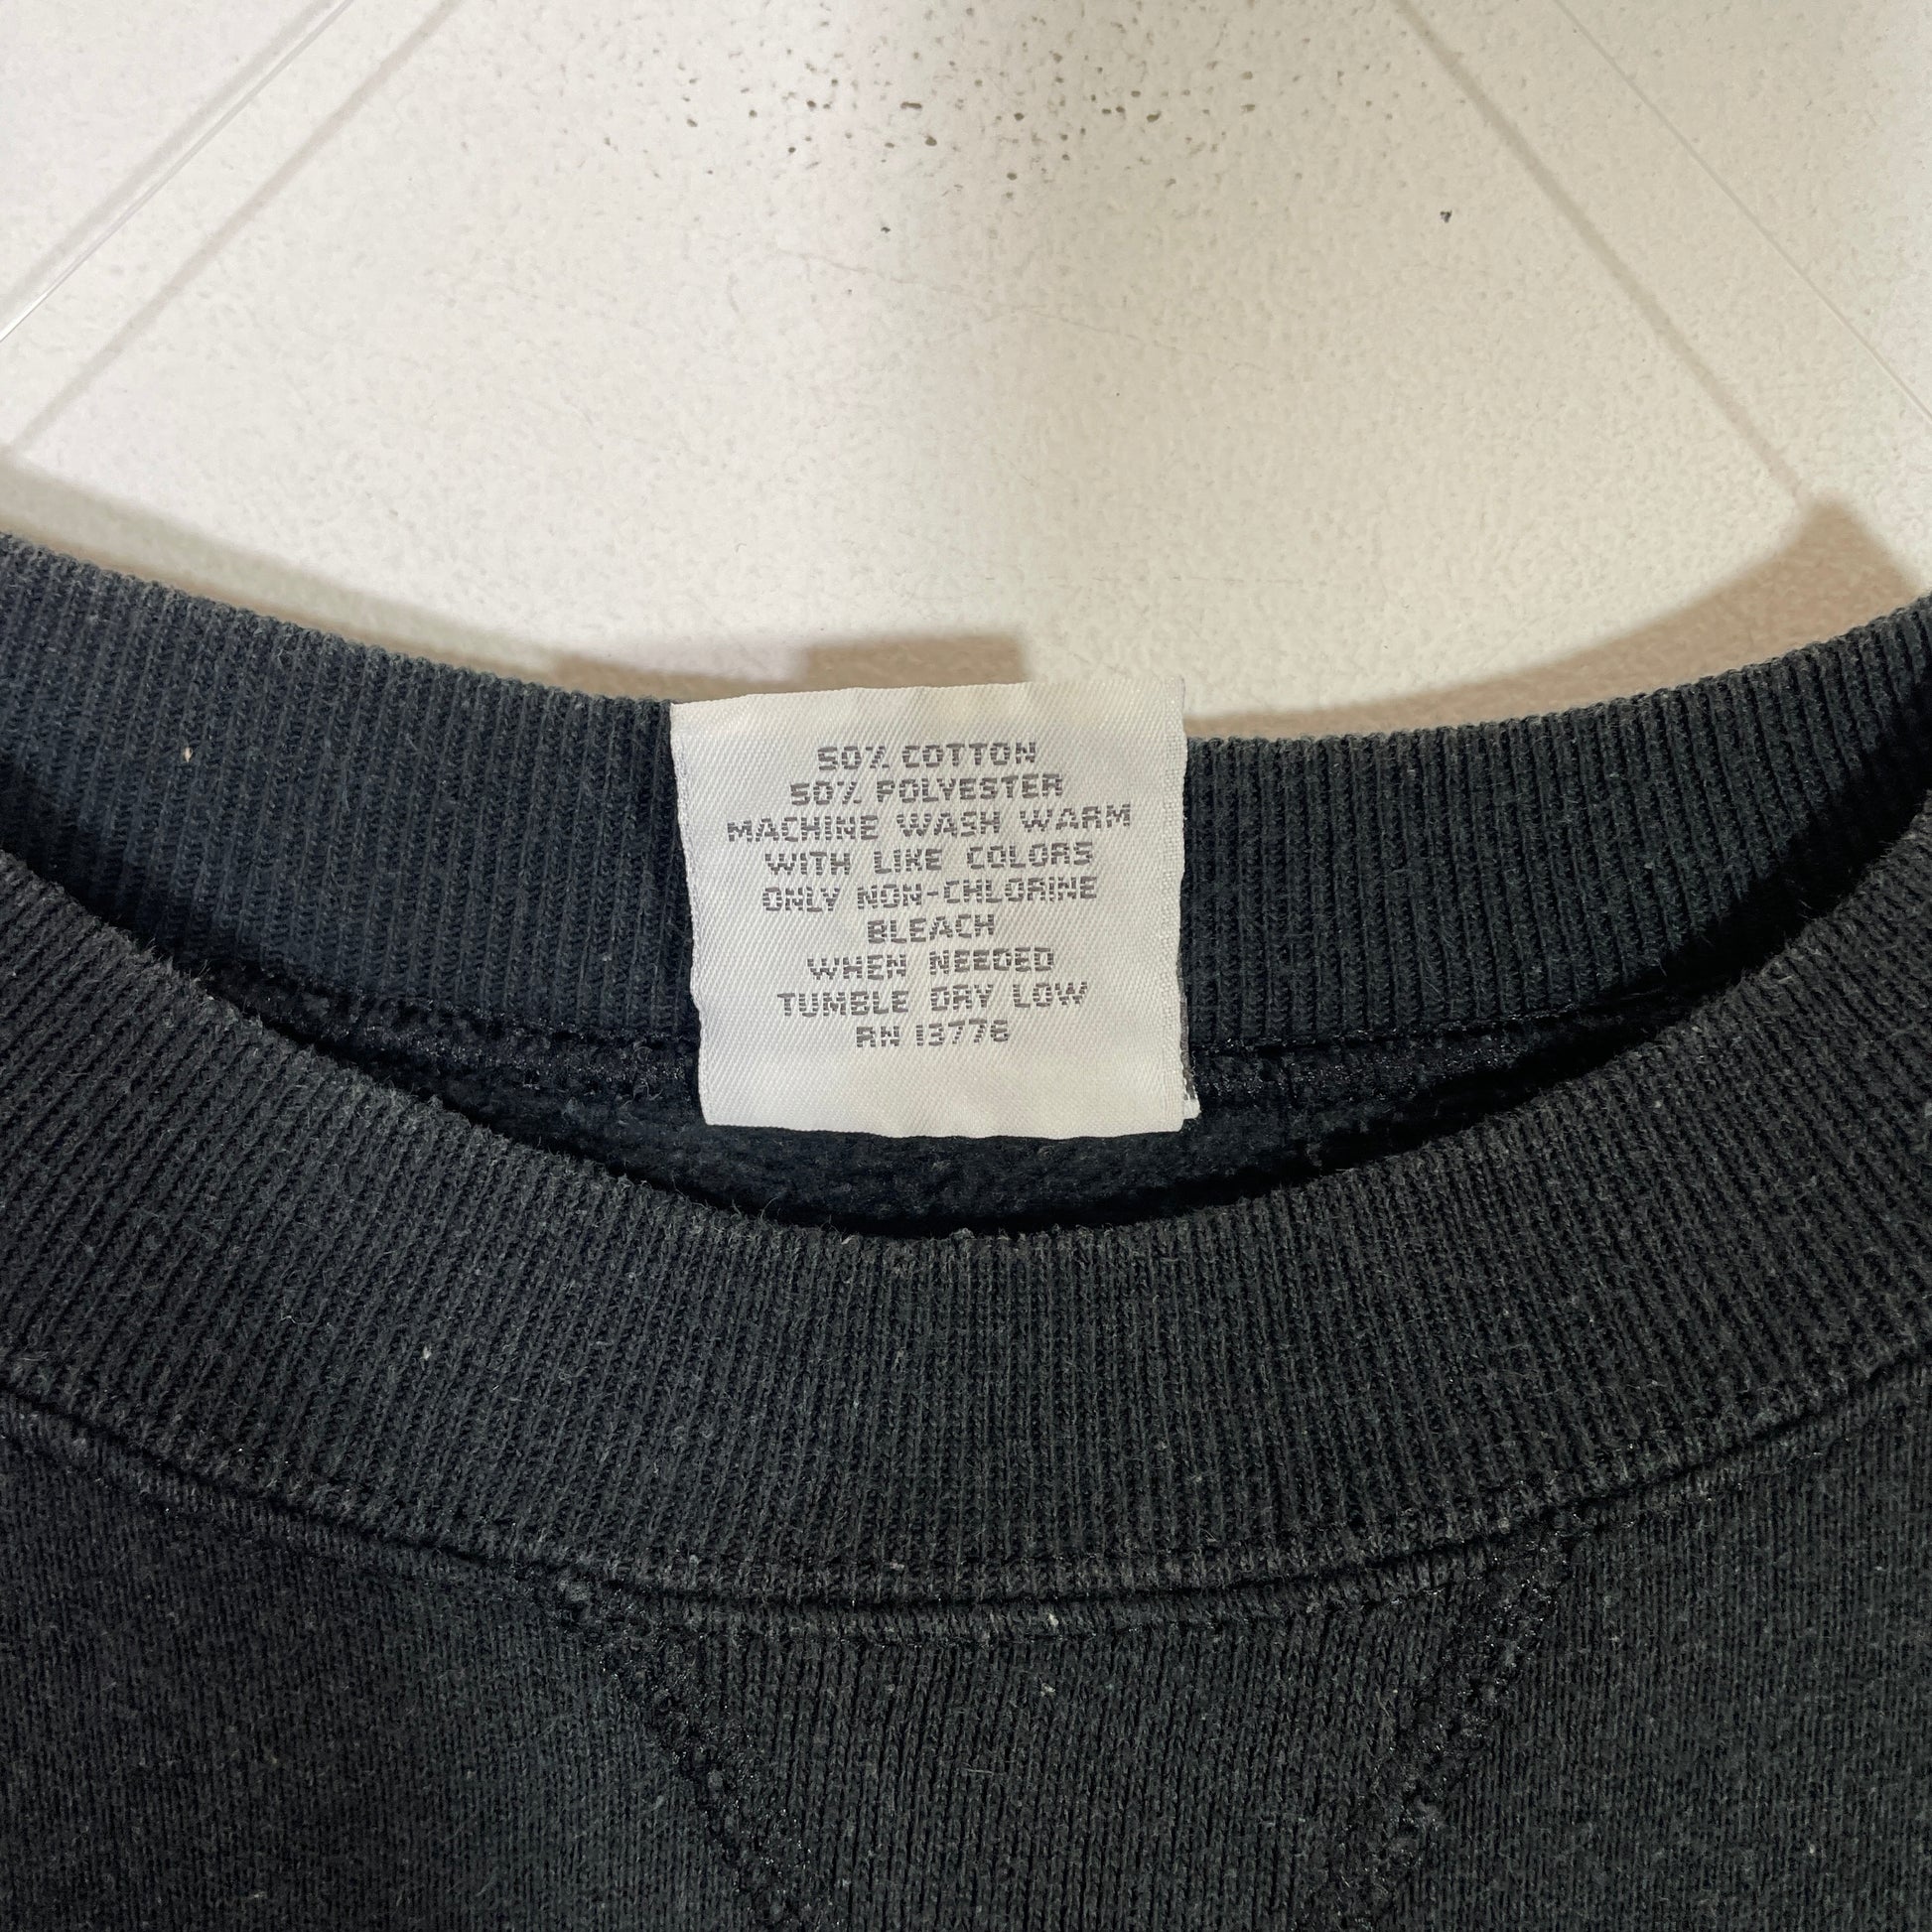 50% COTTON
50% POLYESTER
MACHINE WASH WARM
WITH LIKE COLORS
ONLY NON-CHLORINE
BLEACH
WHEN NEEDED
TUMBLE DRY LOW
RN 13776